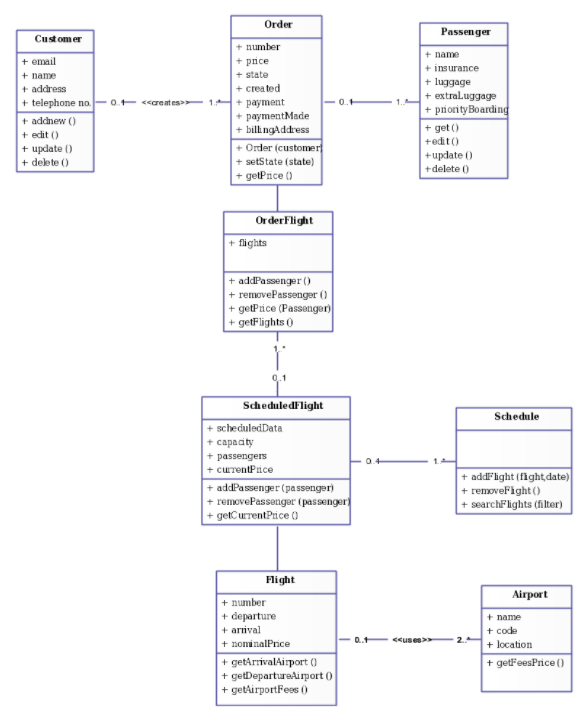 Customer
+ email
+ name
+ address
+ telephone no.
+ addnew ()
+ edit ()
+ update ()
+ delete ()
0..1 <<creates>> 1..*
Order
+ number
+ price
+ state
+ created
+ payment
+ paymentMade
+ billingAddress
+ Order (customer)
+ setState (state)
+ getPrice ()
0..1 1..*
Passenger
+ name
+ insurance
+ luggage
+ extraLuggage
+ priorityBoarding
+ get ()
+edit ()
+update ()
+delete ()
OrderFlight
+ flights
+ addPassenger ()
+ removePassenger ()
+ getPrice (Passenger)
+ getFlights ()
1..*
0..1
ScheduledFlight
+ scheduledData
+ capacity
+ passengers
+ currentPrice
+ addPassenger (passenger)
+ removePassenger (passenger)
+ getCurrentPrice ()
0..1 1..*
Schedule
+ addFlight (flight,date)
+ removeFlight ()
+ searchFlights (filter)
Flight
+ number
+ departure
+ arrival
+ nominalPrice
+ getArrivalAirport ()
+ getDepartureAirport ()
+ getAirportFees ()
0..1 <<uses>> 2..*
Airport
+ name
+ code
+ location
+ getFeesPrice ()